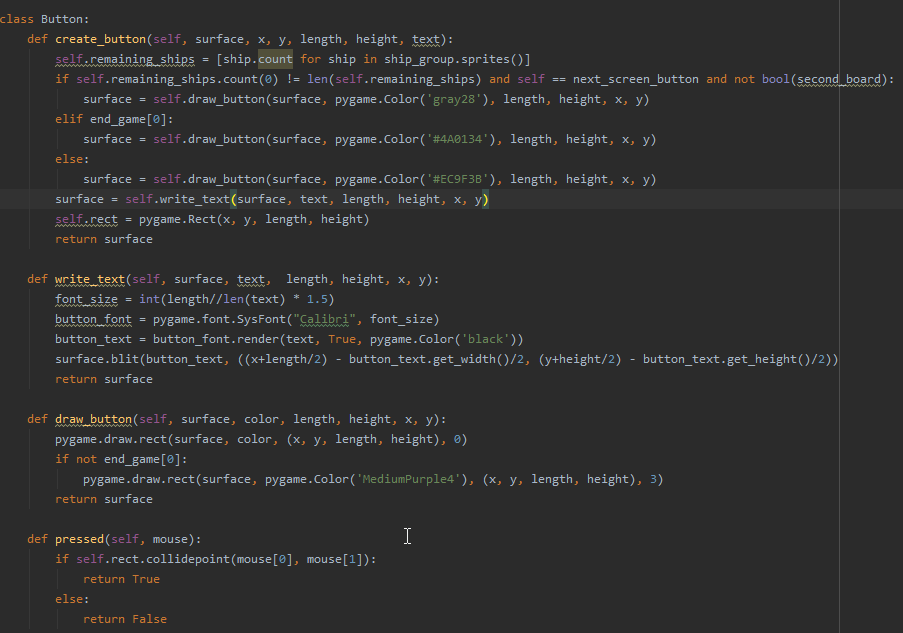 class Button:
    def create_button(self, surface, x, y, length, height, text):
        self.remaining_ships = [ship.count for ship in ship_group.sprites()]
        if self.remaining_ships.count(0) != len(self.remaining_ships) and self == next_screen_button and not bool(second_board):
            surface = self.draw_button(surface, pygame.Color('gray28'), length, height, x, y)
        elif end_game[0]:
            surface = self.draw_button(surface, pygame.Color('#4A0134'), length, height, x, y)
        else:
            surface = self.draw_button(surface, pygame.Color('#EC9F3B'), length, height, x, y)
        surface = self.write_text(surface, text, length, height, x, y)
        self.rect = pygame.Rect(x, y, length, height)
        return surface

    def write_text(self, surface, text,  length, height, x, y):
        font_size = int(length//len(text) * 1.5)
        button_font = pygame.font.SysFont("Calibri", font_size)
        button_text = button_font.render(text, True, pygame.Color('black'))
        surface.blit(button_text, ((x+length/2) - button_text.get_width()/2, (y+height/2) - button_text.get_height()/2))
        return surface

    def draw_button(self, surface, color, length, height, x, y):
        pygame.draw.rect(surface, color, (x, y, length, height), 0)
        if not end_game[0]:
            pygame.draw.rect(surface, pygame.Color('MediumPurple4'), (x, y, length, height), 3)
        return surface

    def pressed(self, mouse):
        if self.rect.collidepoint(mouse[0], mouse[1]):
            return True
        else:
            return False